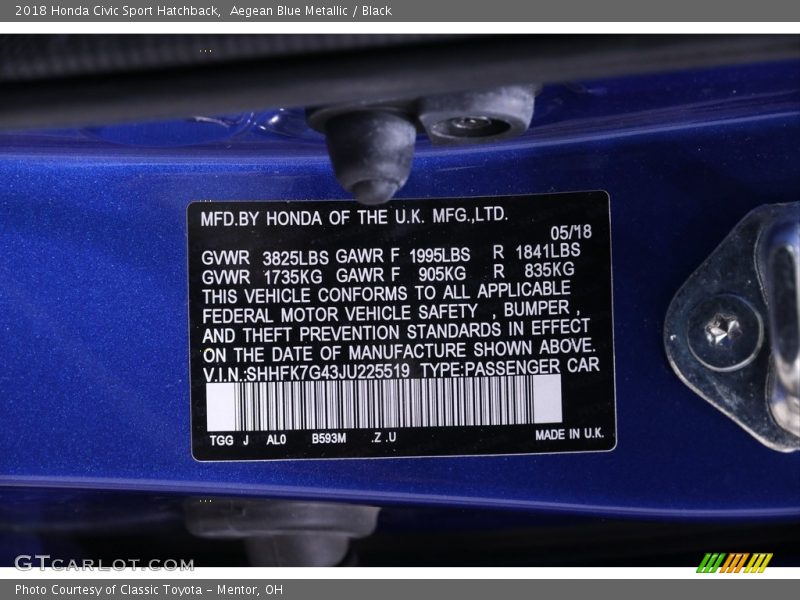 2018 Honda Civic Sport Hatchback,  Aegean Blue Metallic / Black
MFD.BY HONDA OF THE U.K. MFG.,LTD.
05/18
GVWR 3825LBS GAWR F 1995LBS R 1841LBS
GVWR 1735KG GAWR F 905KG R 835KG
THIS VEHICLE CONFORMS TO ALL APPLICABLE
FEDERAL MOTOR VEHICLE SAFETY , BUMPER ,
AND THEFT PREVENTION STANDARDS IN EFFECT
ON THE DATE OF MANUFACTURE SHOWN ABOVE.
V.I.N.:SHHFK7G43JU225519 TYPE:PASSENGER CAR
TGG J AL0 B593M .Z .U MADE IN U.K.
GTCARLOT.COM
Photo Courtesy of Classic Toyota - Mentor, OH